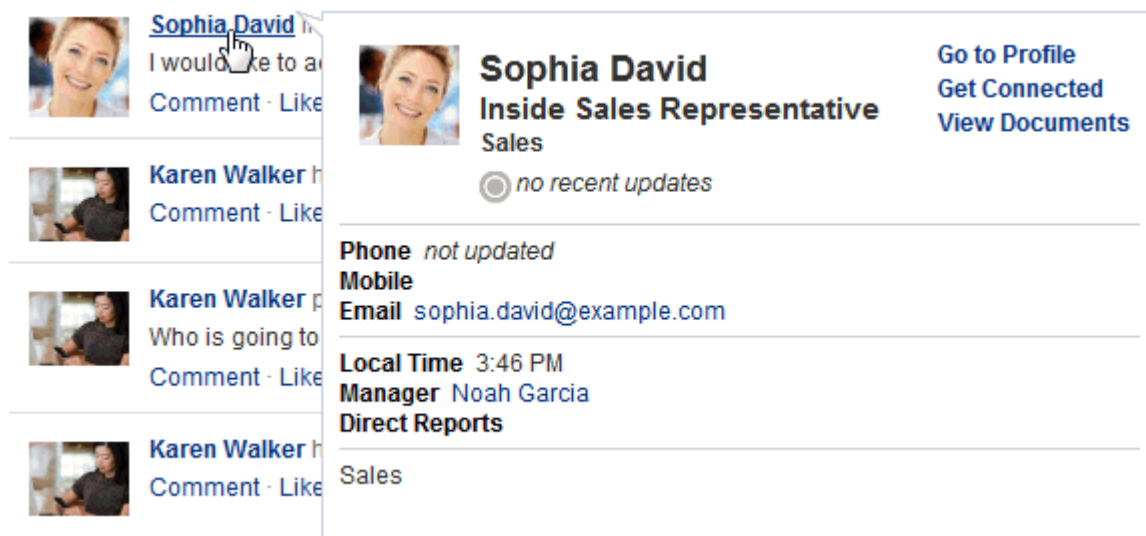 Sophia David
I would
to a
Comment · Like
Karen Walker
Comment · Like
Karen Walker
Who is going to
Comment · Like
Karen Walker
Comment · Like
Sophia David
Inside Sales Representative
Sales
no recent updates
Go to Profile
Get Connected
View Documents
Phone not updated
Mobile
Email sophia.david@example.com
Local Time 3:46 PM
Manager Noah Garcia
Direct Reports
Sales